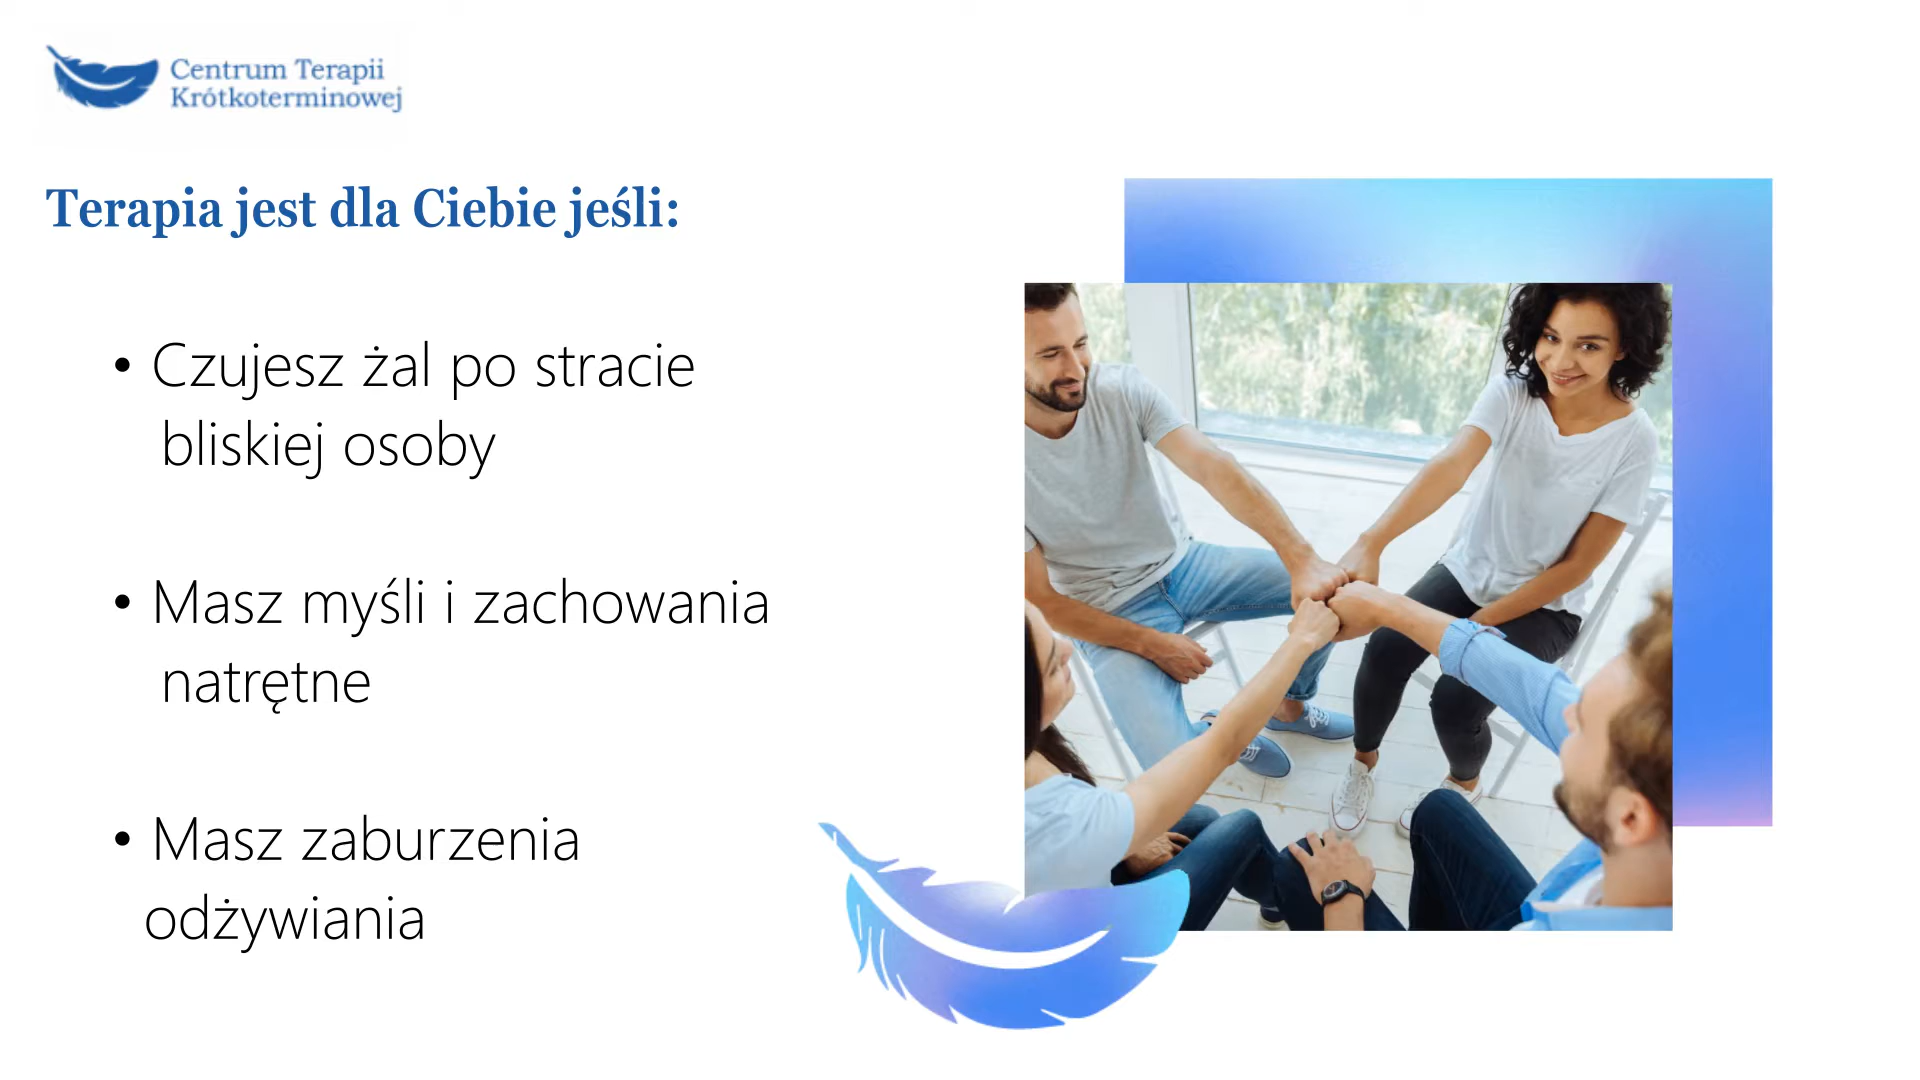 Centrum Terapii
Krótkoterminowej
Terapia jest dla Ciebie jeśli:
• Czujesz żal po stracie
bliskiej osoby
• Masz myśli i zachowania
natrętne
• Masz zaburzenia
odżywiania